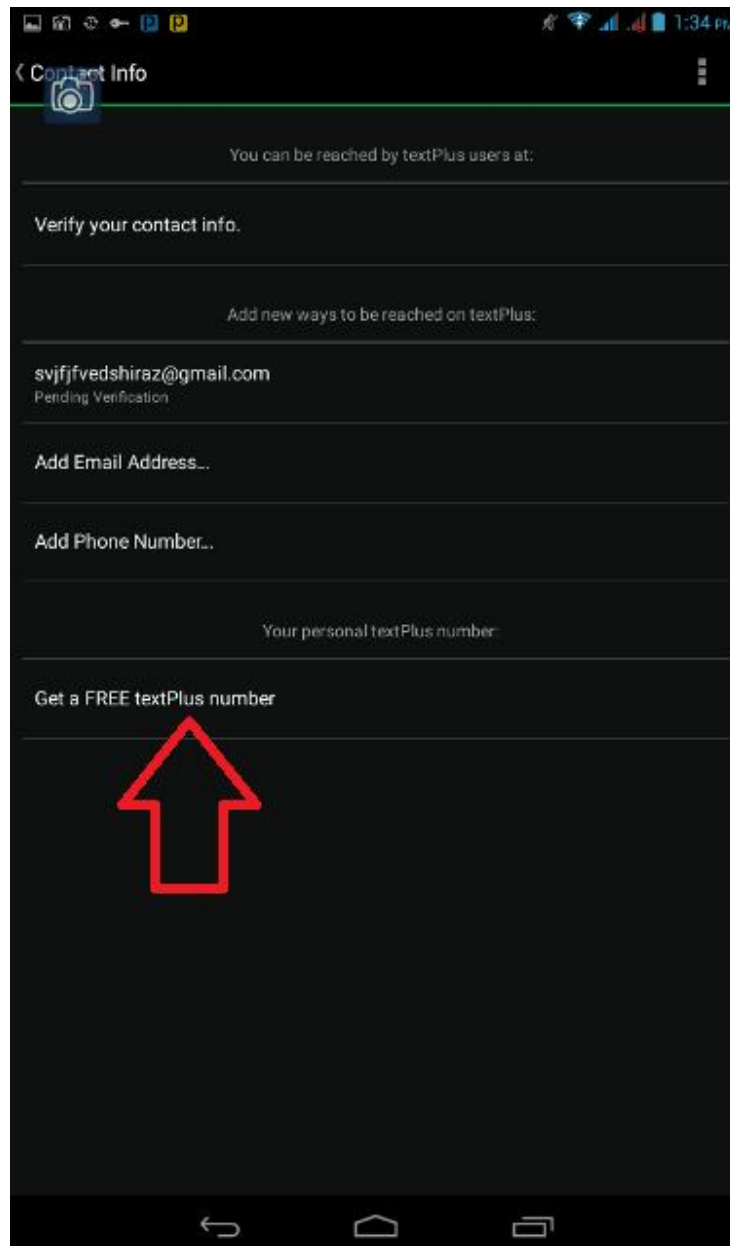 1:34 PM
Contact Info
You can be reached by textPlus users at:
Verify your contact info.
Add new ways to be reached on textPlus:
svjfjfvedshiraz@gmail.com
Pending Verification
Add Email Address...
Add Phone Number...
Your personal textPlus number:
Get a FREE textPlus number